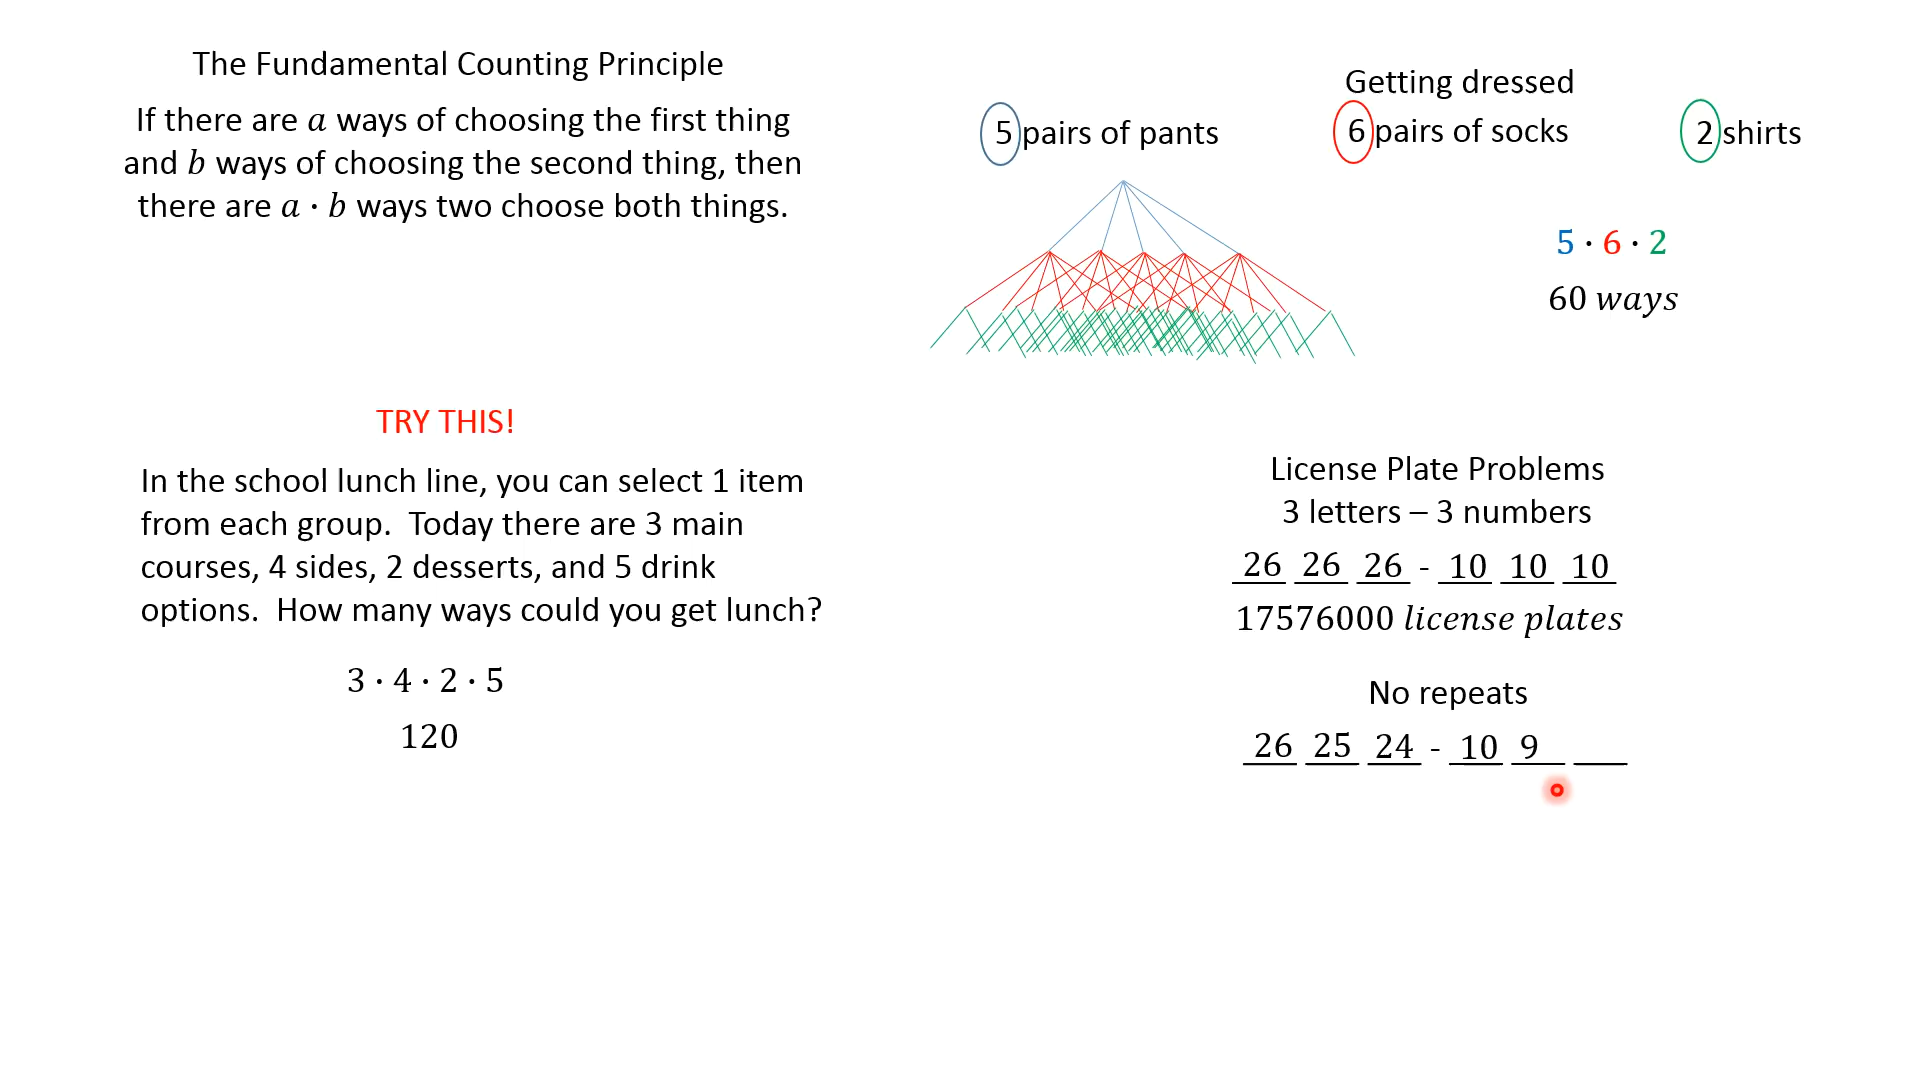 The Fundamental Counting Principle
If there are a ways of choosing the first thing
and b ways of choosing the second thing, then
there are a · b ways two choose both things.
Getting dressed
5 pairs of pants 6 pairs of socks 2 shirts
5 · 6 · 2
60 ways
TRY THIS!
In the school lunch line, you can select 1 item
from each group. Today there are 3 main
courses, 4 sides, 2 desserts, and 5 drink
options. How many ways could you get lunch?
3 · 4 · 2 · 5
120
License Plate Problems
3 letters – 3 numbers
26 26 26 - 10 10 10
17576000 license plates
No repeats
26 25 24 - 10 9